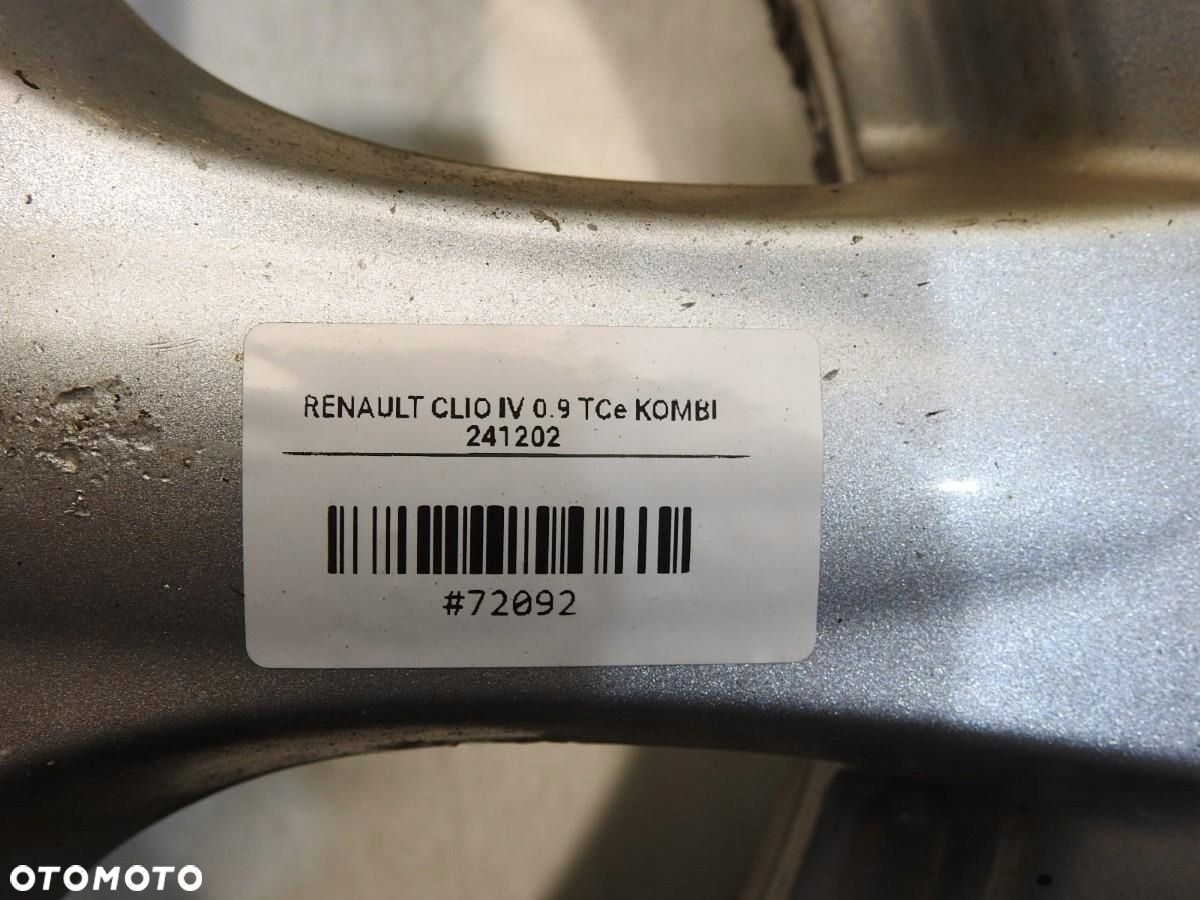 RENAULT CLIO IV 0.9 TCe KOMBI
241202
#72092
OTOMOTO